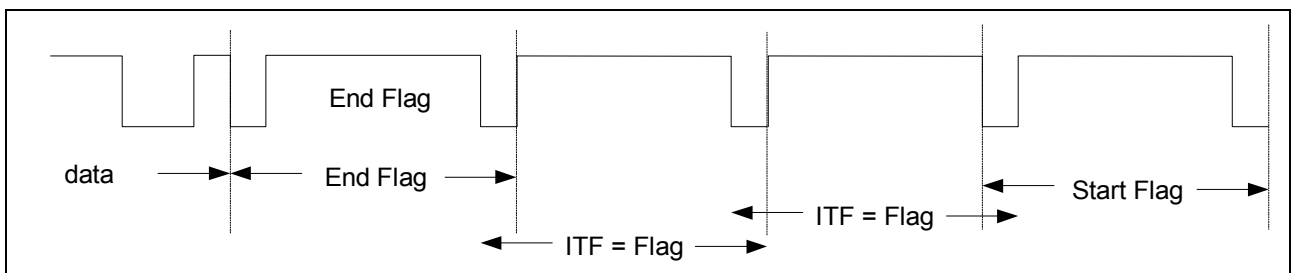 End Flag
data
End Flag
Start Flag
ITF = Flag
ITF = Flag